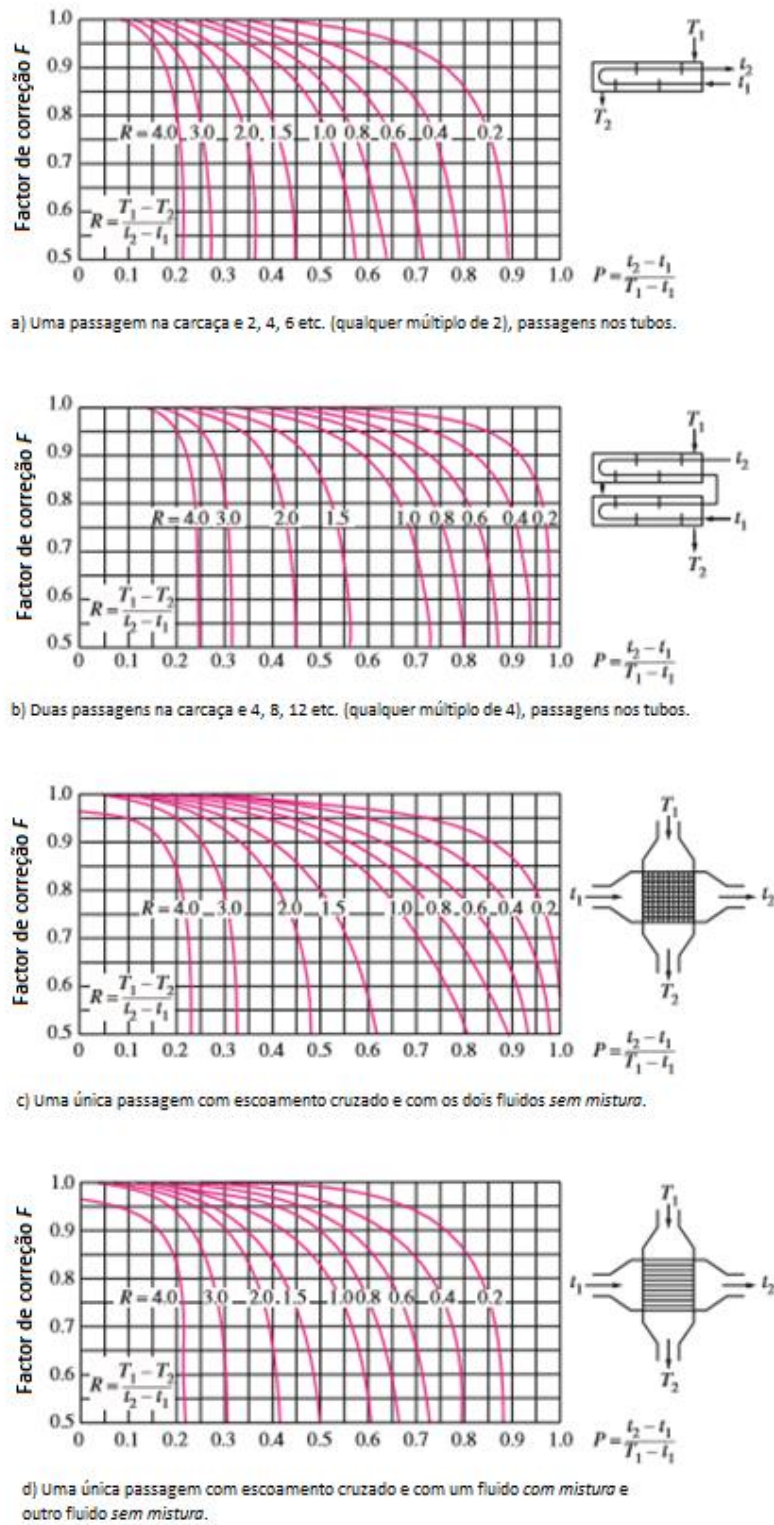 Factor de correção F
1.0
0.9
0.8
0.7
0.6
0.5
R = 4.0 3.0 2.0 1.5 1.0 0.8 0.6 0.4 0.2
R = (T₁ − T₂)/(t₂ − t₁)
0 0.1 0.2 0.3 0.4 0.5 0.6 0.7 0.8 0.9 1.0
T₁
t₂
t₁
T₂
P = (t₂ − t₁)/(T₁ − t₁)
a) Uma passagem na carcaça e 2, 4, 6 etc. (qualquer múltiplo de 2), passagens nos tubos.
Factor de correção F
1.0
0.9
0.8
0.7
0.6
0.5
R = 4.0 3.0 2.0 1.5 1.0 0.8 0.6 0.4 0.2
R = (T₁ − T₂)/(t₂ − t₁)
0 0.1 0.2 0.3 0.4 0.5 0.6 0.7 0.8 0.9 1.0
T₁
t₂
t₁
T₂
P = (t₂ − t₁)/(T₁ − t₁)
b) Duas passagens na carcaça e 4, 8, 12 etc. (qualquer múltiplo de 4), passagens nos tubos.
Factor de correção F
1.0
0.9
0.8
0.7
0.6
0.5
R = 4.0 3.0 2.0 1.5 1.0 0.8 0.6 0.4 0.2
R = (T₁ − T₂)/(t₂ − t₁)
0 0.1 0.2 0.3 0.4 0.5 0.6 0.7 0.8 0.9 1.0
T₁
t₁ t₂
T₂
P = (t₂ − t₁)/(T₁ − t₁)
c) Uma única passagem com escoamento cruzado e com os dois fluidos sem mistura.
Factor de correção F
1.0
0.9
0.8
0.7
0.6
0.5
R = 4.0 3.0 2.0 1.5 1.0 0.8 0.6 0.4 0.2
R = (T₁ − T₂)/(t₂ − t₁)
0 0.1 0.2 0.3 0.4 0.5 0.6 0.7 0.8 0.9 1.0
T₁
t₁ t₂
T₂
P = (t₂ − t₁)/(T₁ − t₁)
d) Uma única passagem com escoamento cruzado e com um fluido com mistura e
outro fluido sem mistura.